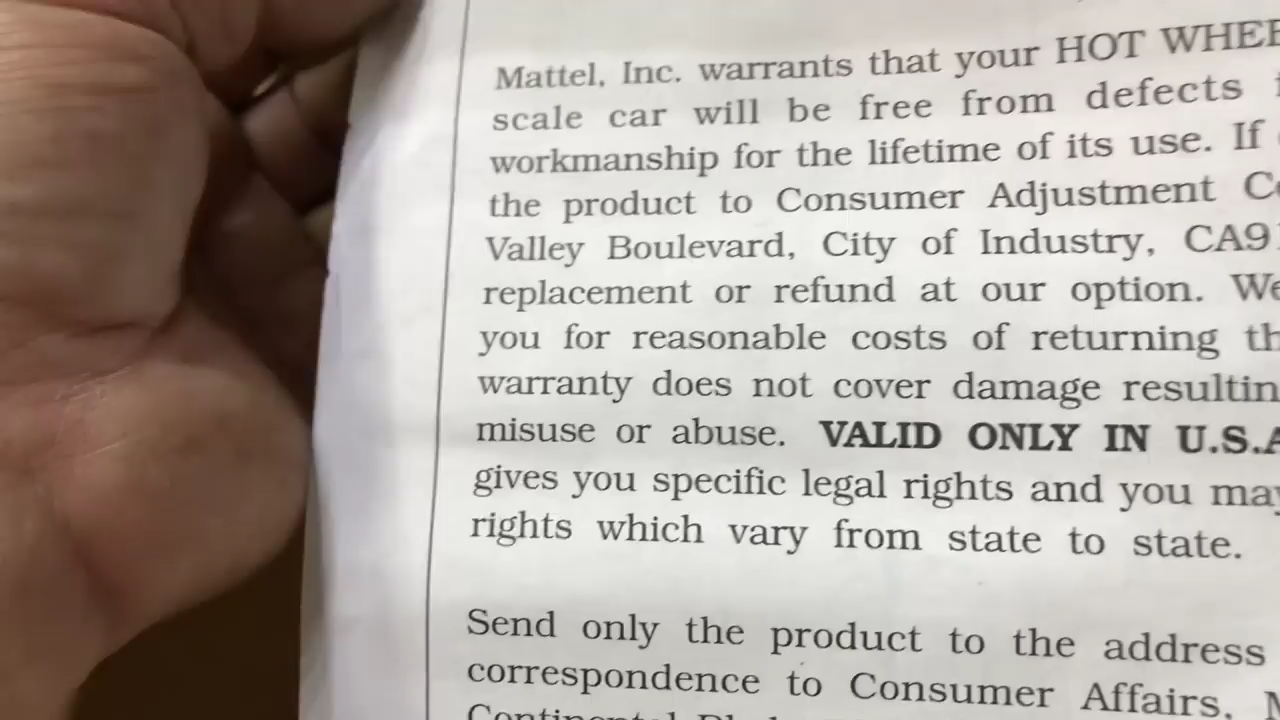 Mattel, Inc. warrants that your HOT WHEE
scale car will be free from defects
workmanship for the lifetime of its use. If
the product to Consumer Adjustment C
Valley Boulevard, City of Industry, CA9
replacement or refund at our option. We
you for reasonable costs of returning th
warranty does not cover damage resultin
misuse or abuse. VALID ONLY IN U.S.A
gives you specific legal rights and you may
rights which vary from state to state.
Send only the product to the address
correspondence to Consumer Affairs, M